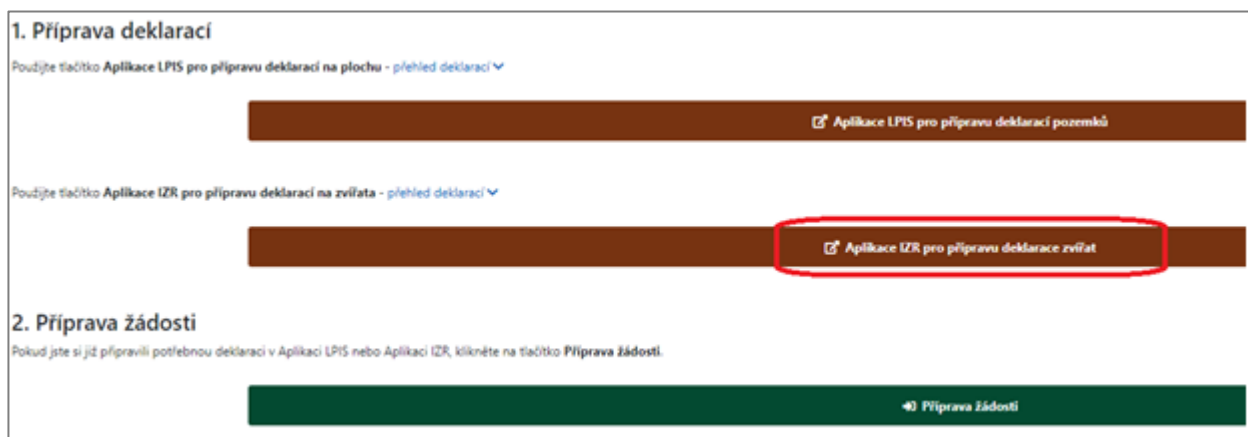 1. Příprava deklarací
Použijte tlačítko Aplikace LPIS pro přípravu deklarací na plochu - přehled deklarací
Aplikace LPIS pro přípravu deklarací pozemků
Použijte tlačítko Aplikace IZR pro přípravu deklarací na zvířata - přehled deklarací
Aplikace IZR pro přípravu deklarace zvířat
2. Příprava žádosti
Pokud jste si již připravili potřebnou deklaraci v Aplikaci LPIS nebo Aplikaci IZR, klikněte na tlačítko Příprava žádosti.
Příprava žádosti